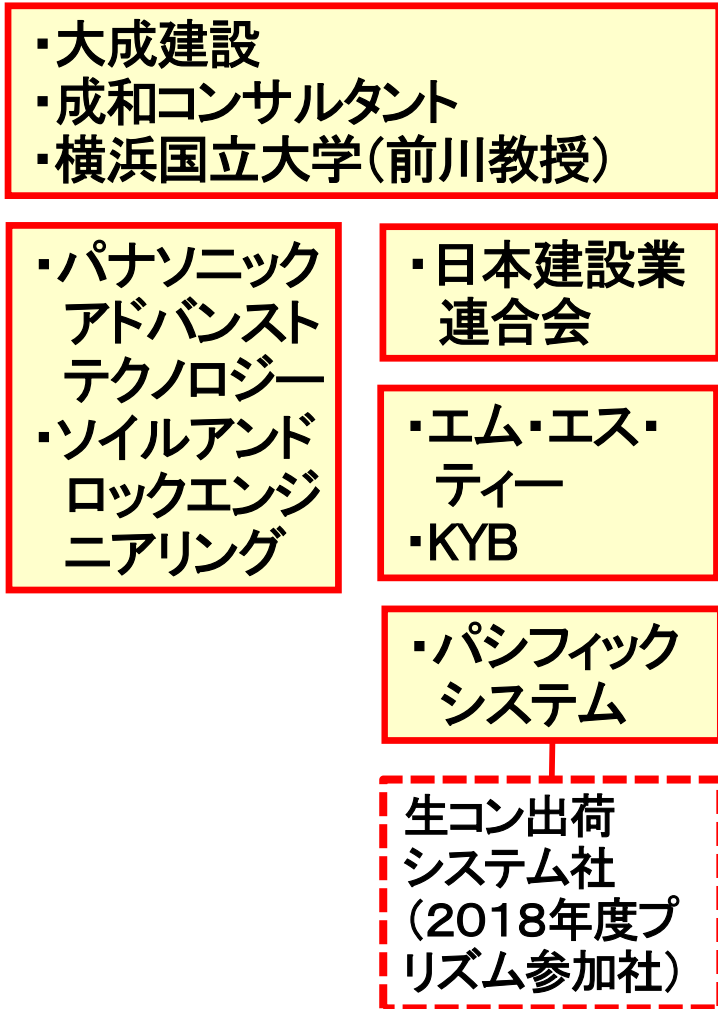 ・大成建設
・成和コンサルタント
・横浜国立大学（前川教授）
・パナソニック
アドバンスト
テクノロジー
・ソイルアンド
ロックエンジ
ニアリング
・日本建設業
連合会
・エム・エス・
ティー
・KYB
・パシフィック
システム
生コン出荷
システム社
（2018年度プ
リズム参加社）